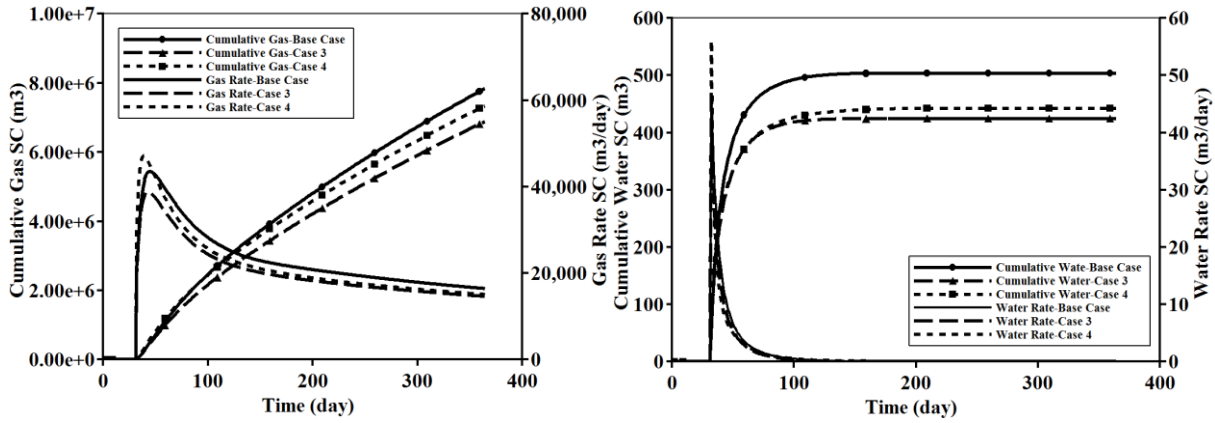 1.00e+7
8.00e+6
6.00e+6
4.00e+6
2.00e+6
0.00e+0
Cumulative Gas SC (m3)
Cumulative Gas-Base Case
Cumulative Gas-Case 3
Cumulative Gas-Case 4
Gas Rate-Base Case
Gas Rate-Case 3
Gas Rate-Case 4
80,000
60,000
40,000
20,000
0
Gas Rate SC (m3/day)
0 100 200 300 400
Time (day)
600
500
400
300
200
100
0
Cumulative Water SC (m3)
Cumulative Wate-Base Case
Cumulative Water-Case 3
Cumulative Water-Case 4
Water Rate-Base Case
Water Rate-Case 3
Water Rate-Case 4
60
50
40
30
20
10
0
Water Rate SC (m3/day)
0 100 200 300 400
Time (day)